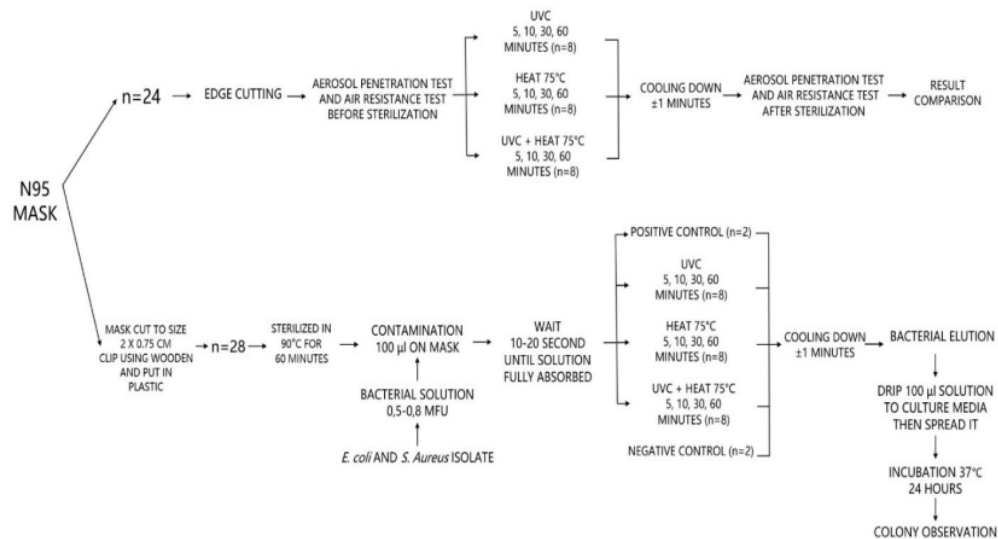 N95
MASK
n=24
EDGE CUTTING
AEROSOL PENETRATION TEST
AND AIR RESISTANCE TEST
BEFORE STERILIZATION
UVC
5, 10, 30, 60
MINUTES (n=8)
HEAT 75°C
5, 10, 30, 60
MINUTES (n=8)
UVC + HEAT 75°C
5, 10, 30, 60
MINUTES (n=8)
COOLING DOWN
±1 MINUTES
AEROSOL PENETRATION TEST
AND AIR RESISTANCE TEST
AFTER STERILIZATION
RESULT
COMPARISON
MASK CUT TO SIZE
2 X 0.75 CM
CLIP USING WOODEN
AND PUT IN
PLASTIC
n=28
STERILIZED IN
90°C FOR
60 MINUTES
CONTAMINATION
100 µl ON MASK
BACTERIAL SOLUTION
0,5-0,8 MFU
E. coli AND S. Aureus ISOLATE
WAIT
10-20 SECOND
UNTIL SOLUTION
FULLY ABSORBED
POSITIVE CONTROL (n=2)
UVC
5, 10, 30, 60
MINUTES (n=8)
HEAT 75°C
5, 10, 30, 60
MINUTES (n=8)
UVC + HEAT 75°C
5, 10, 30, 60
MINUTES (n=8)
NEGATIVE CONTROL (n=2)
COOLING DOWN
±1 MINUTES
BACTERIAL ELUTION
DRIP 100 µl SOLUTION
TO CULTURE MEDIA
THEN SPREAD IT
INCUBATION 37°C
24 HOURS
COLONY OBSERVATION